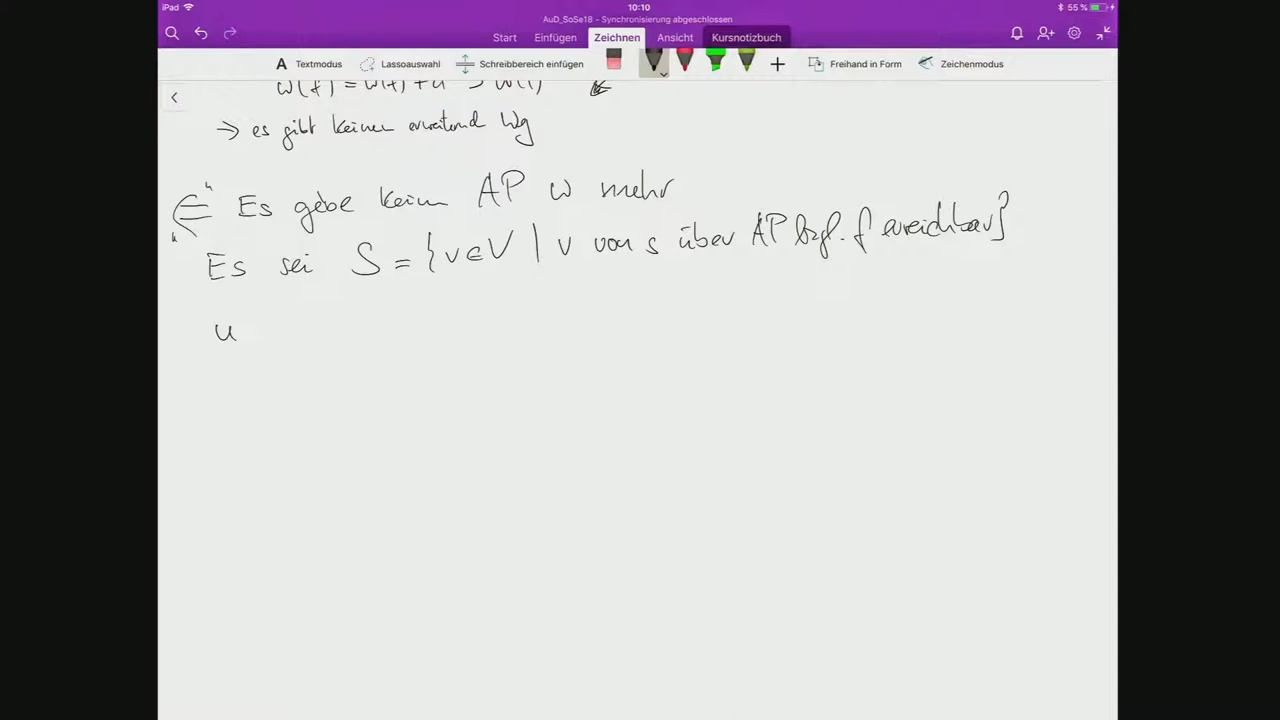 iPad 10:10 55 %
AuD_SoSe18 – Synchronisierung abgeschlossen
Start Einfügen Zeichnen Ansicht Kursnotizbuch
A Textmodus Lassoauswahl Schreibbereich einfügen Freihand in Form Zeichenmodus
w(f') = w(f) + α > w(f)
→ es gibt keinen erweiternd Weg
"⇐" Es gebe keinen AP w mehr
Es sei S = {v ∈ V | v von s über AP bzgl. f erreichbar}
u